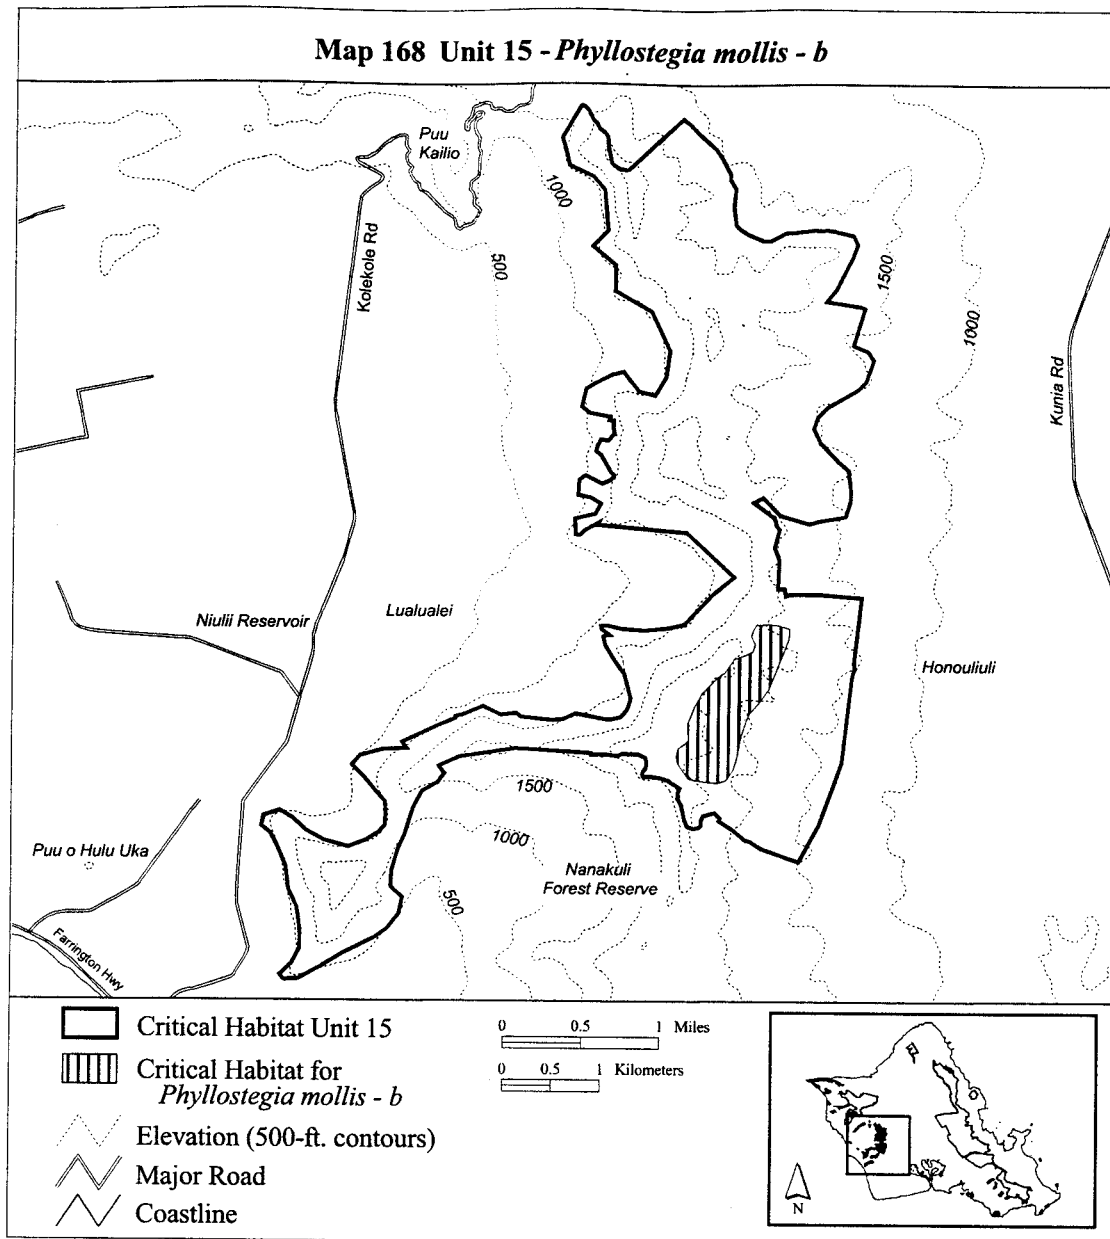 Map 168 Unit 15 - Phyllostegia mollis - b
Puu
Kailio
1000
Kolekole Rd
500
1500
1000
Kunia Rd
Niulii Reservoir
Lualualei
Honouliuli
1500
1000
Puu o Hulu Uka
Nanakuli
Forest Reserve
500
Farrington Hwy
Critical Habitat Unit 15
Critical Habitat for
Phyllostegia mollis - b
Elevation (500-ft. contours)
Major Road
Coastline
0 0.5 1 Miles
0 0.5 1 Kilometers
N